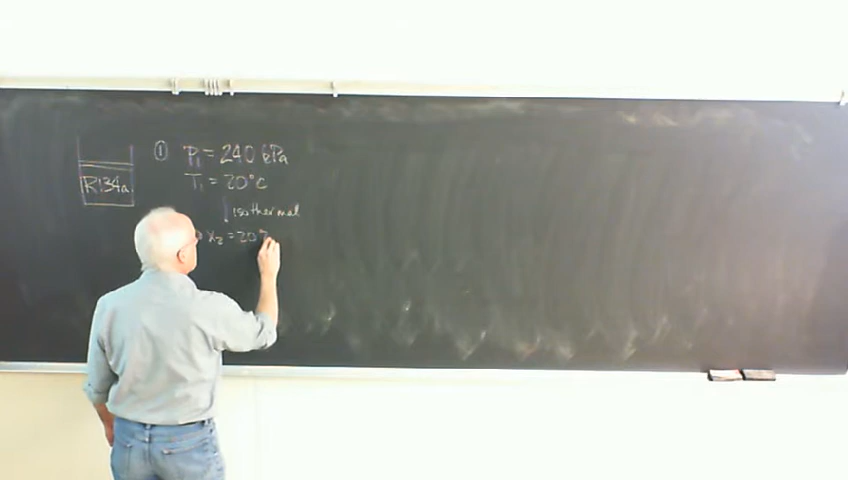 R134a
① P₁ = 240 kPa
T₁ = 20°C
↓ isothermal
x₂ = 20%